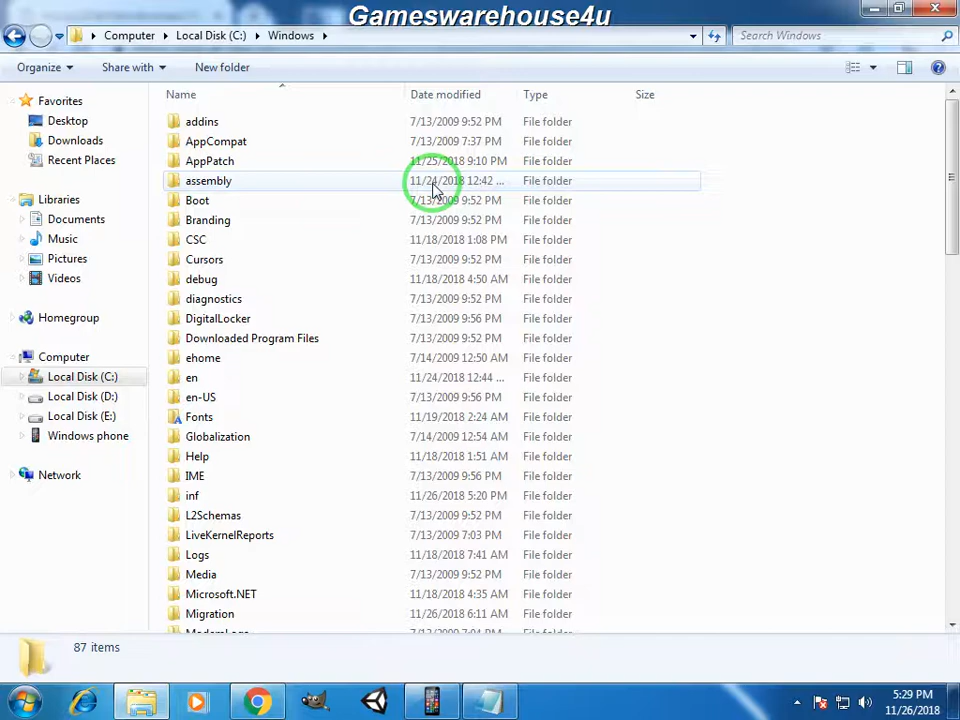 Gameswarehouse4u
Computer Local Disk (C:) Windows
Search Windows
Organize Share with New folder
Name Date modified Type Size
Favorites
Desktop
Downloads
Recent Places
Libraries
Documents
Music
Pictures
Videos
Homegroup
Computer
Local Disk (C:)
Local Disk (D:)
Local Disk (E:)
Windows phone
Network
addins 7/13/2009 9:52 PM File folder
AppCompat 7/13/2009 7:37 PM File folder
AppPatch 11/25/2018 9:10 PM File folder
assembly 11/24/2018 12:42 ... File folder
Boot 7/13/2009 9:52 PM File folder
Branding 7/13/2009 9:52 PM File folder
CSC 11/18/2018 1:08 PM File folder
Cursors 7/13/2009 9:52 PM File folder
debug 11/18/2018 4:50 AM File folder
diagnostics 7/13/2009 9:52 PM File folder
DigitalLocker 7/13/2009 9:56 PM File folder
Downloaded Program Files 7/13/2009 9:52 PM File folder
ehome 7/14/2009 12:50 AM File folder
en 11/24/2018 12:44 ... File folder
en-US 7/13/2009 9:56 PM File folder
Fonts 11/19/2018 2:24 AM File folder
Globalization 7/14/2009 12:54 AM File folder
Help 11/18/2018 1:51 AM File folder
IME 7/13/2009 9:56 PM File folder
inf 11/26/2018 5:20 PM File folder
L2Schemas 7/13/2009 9:52 PM File folder
LiveKernelReports 7/13/2009 7:03 PM File folder
Logs 11/18/2018 7:41 AM File folder
Media 7/13/2009 9:52 PM File folder
Microsoft.NET 11/18/2018 4:35 AM File folder
Migration 11/26/2018 6:11 AM File folder
87 items
5:29 PM
11/26/2018